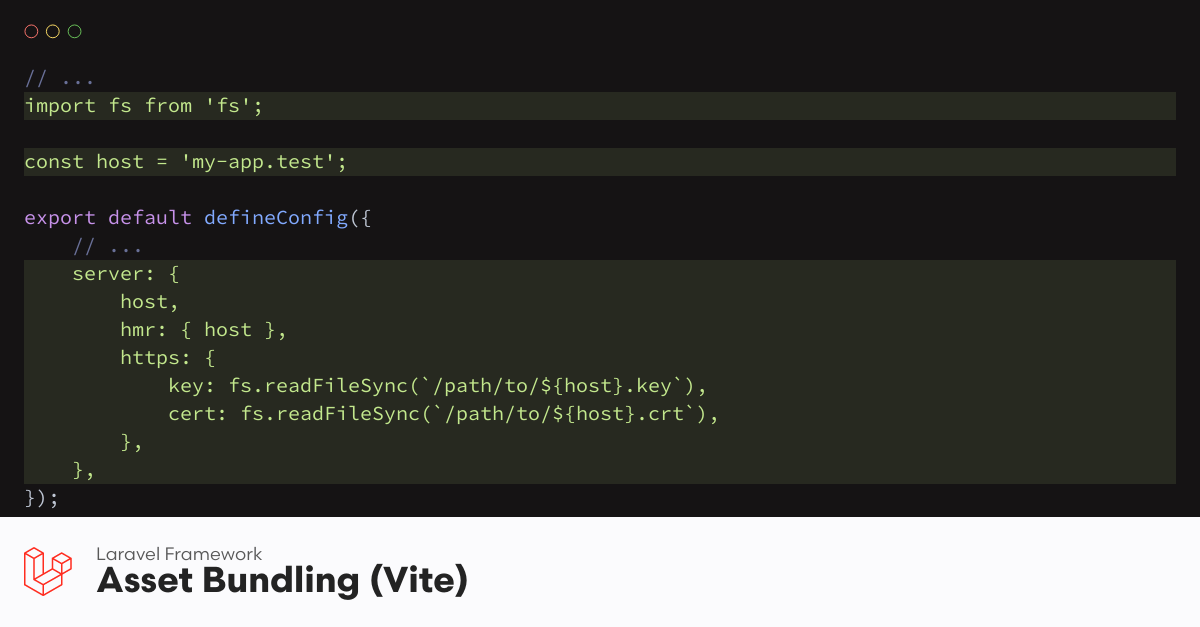 // ...
import fs from 'fs';
const host = 'my-app.test';
export default defineConfig({
    // ...
    server: {
        host,
        hmr: { host },
        https: {
            key: fs.readFileSync(`/path/to/${host}.key`),
            cert: fs.readFileSync(`/path/to/${host}.crt`),
        },
    },
});
Laravel Framework
Asset Bundling (Vite)